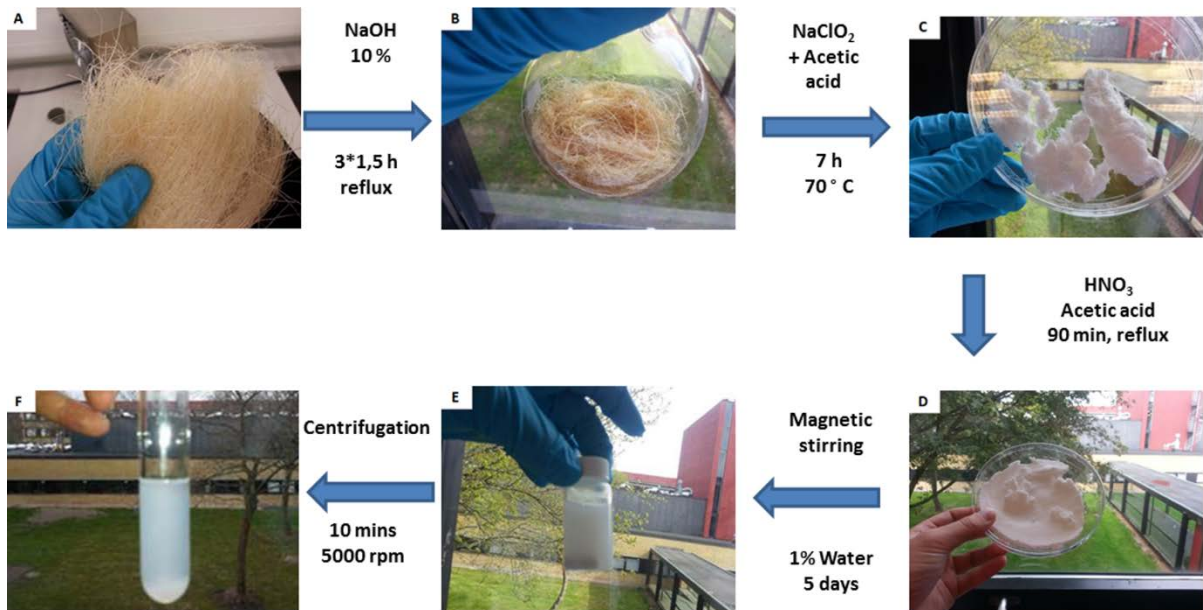 A
NaOH
10 %
3*1,5 h
reflux
B
NaClO₂
+ Acetic
acid
7 h
70 ° C
C
HNO₃
Acetic acid
90 min, reflux
D
Magnetic
stirring
1% Water
5 days
E
Centrifugation
10 mins
5000 rpm
F